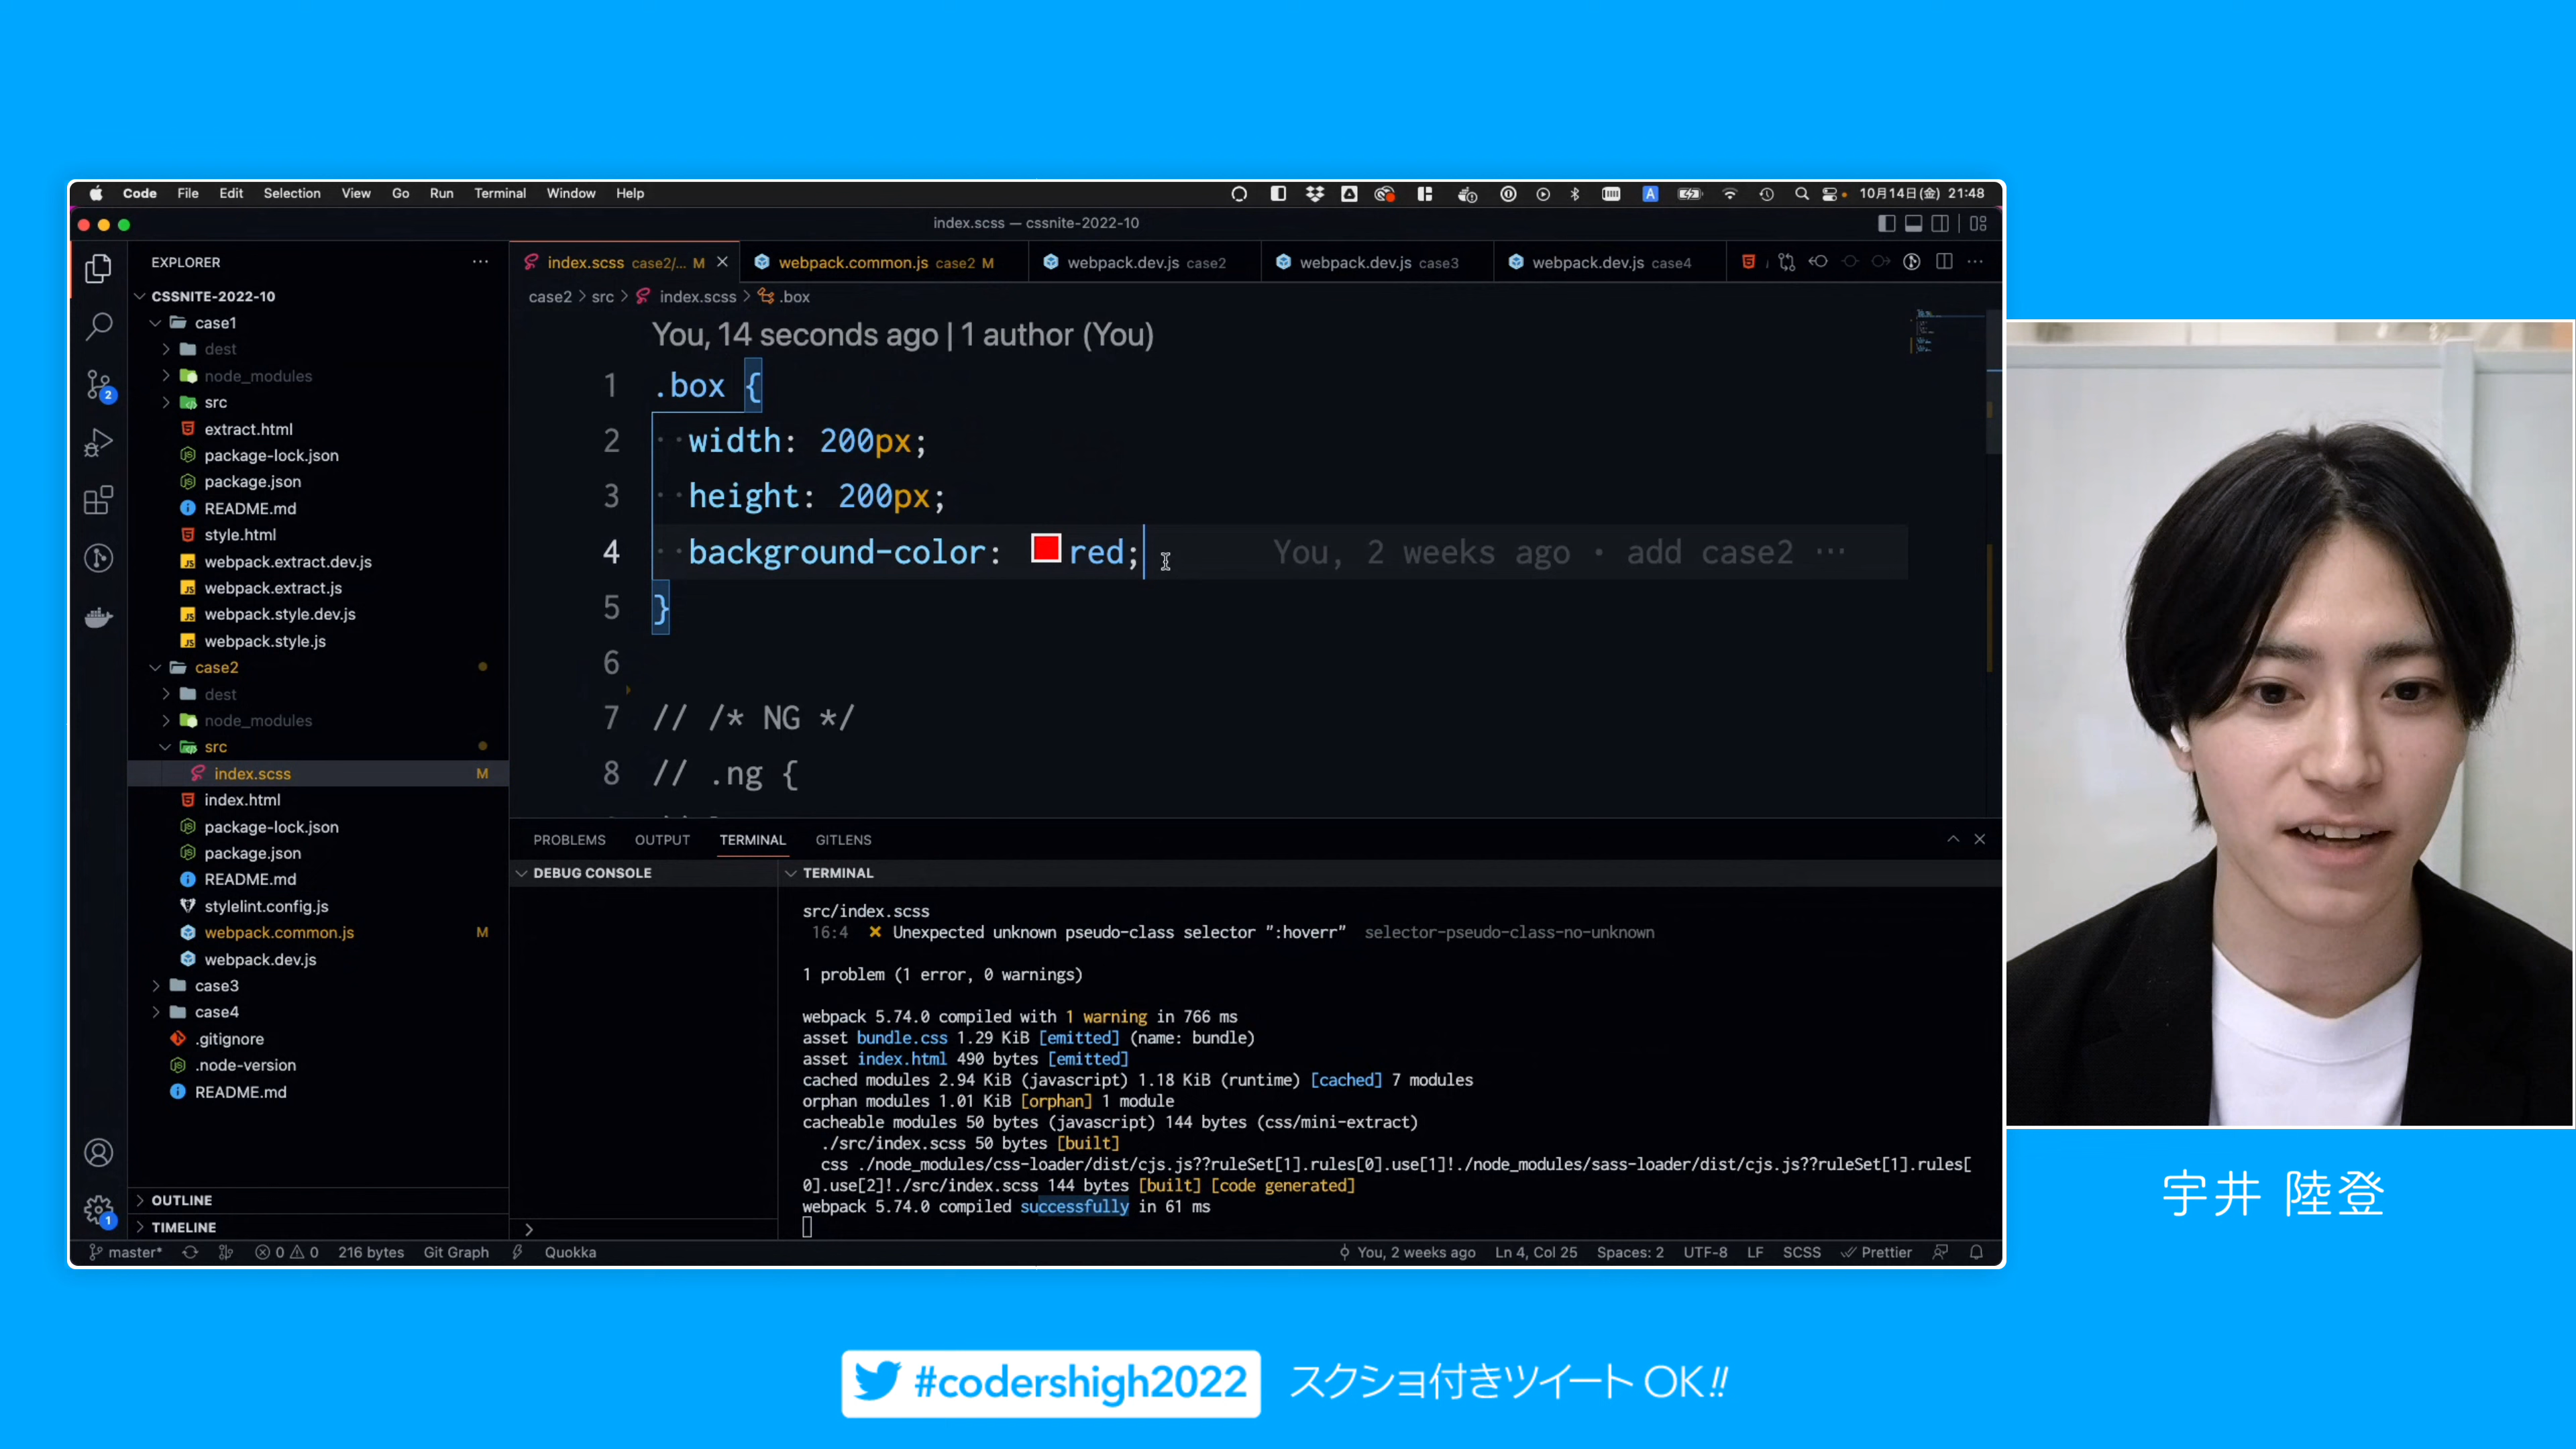 Code File Edit Selection View Go Run Terminal Window Help
A
10月14日(金) 21:48
index.scss — cssnite-2022-10
EXPLORER
CSSNITE-2022-10
case1
dest
node_modules
src
extract.html
package-lock.json
package.json
README.md
style.html
webpack.extract.dev.js
webpack.extract.js
webpack.style.dev.js
webpack.style.js
case2
dest
node_modules
src
index.scss M
index.html
package-lock.json
package.json
README.md
stylelint.config.js
webpack.common.js M
webpack.dev.js
case3
case4
.gitignore
.node-version
README.md
OUTLINE
TIMELINE
2
1
index.scss case2/... M
webpack.common.js case2 M
webpack.dev.js case2
webpack.dev.js case3
webpack.dev.js case4
case2 > src > index.scss > .box
You, 14 seconds ago | 1 author (You)
1 .box {
2 width: 200px;
3 height: 200px;
4 background-color: red; You, 2 weeks ago • add case2 ...
5 }
6
7 // /* NG */
8 // .ng {
PROBLEMS OUTPUT TERMINAL GITLENS
DEBUG CONSOLE
TERMINAL
src/index.scss
16:4 ✖ Unexpected unknown pseudo-class selector ":hoverr" selector-pseudo-class-no-unknown
1 problem (1 error, 0 warnings)
webpack 5.74.0 compiled with 1 warning in 766 ms
asset bundle.css 1.29 KiB [emitted] (name: bundle)
asset index.html 490 bytes [emitted]
cached modules 2.94 KiB (javascript) 1.18 KiB (runtime) [cached] 7 modules
orphan modules 1.01 KiB [orphan] 1 module
cacheable modules 50 bytes (javascript) 144 bytes (css/mini-extract)
./src/index.scss 50 bytes [built]
css ./node_modules/css-loader/dist/cjs.js??ruleSet[1].rules[0].use[1]!./node_modules/sass-loader/dist/cjs.js??ruleSet[1].rules[
0].use[2]!./src/index.scss 144 bytes [built] [code generated]
webpack 5.74.0 compiled successfully in 61 ms
master* 0 0 216 bytes Git Graph Quokka
You, 2 weeks ago Ln 4, Col 25 Spaces: 2 UTF-8 LF SCSS Prettier
宇井 陸登
#codershigh2022
スクショ付きツイート OK!!